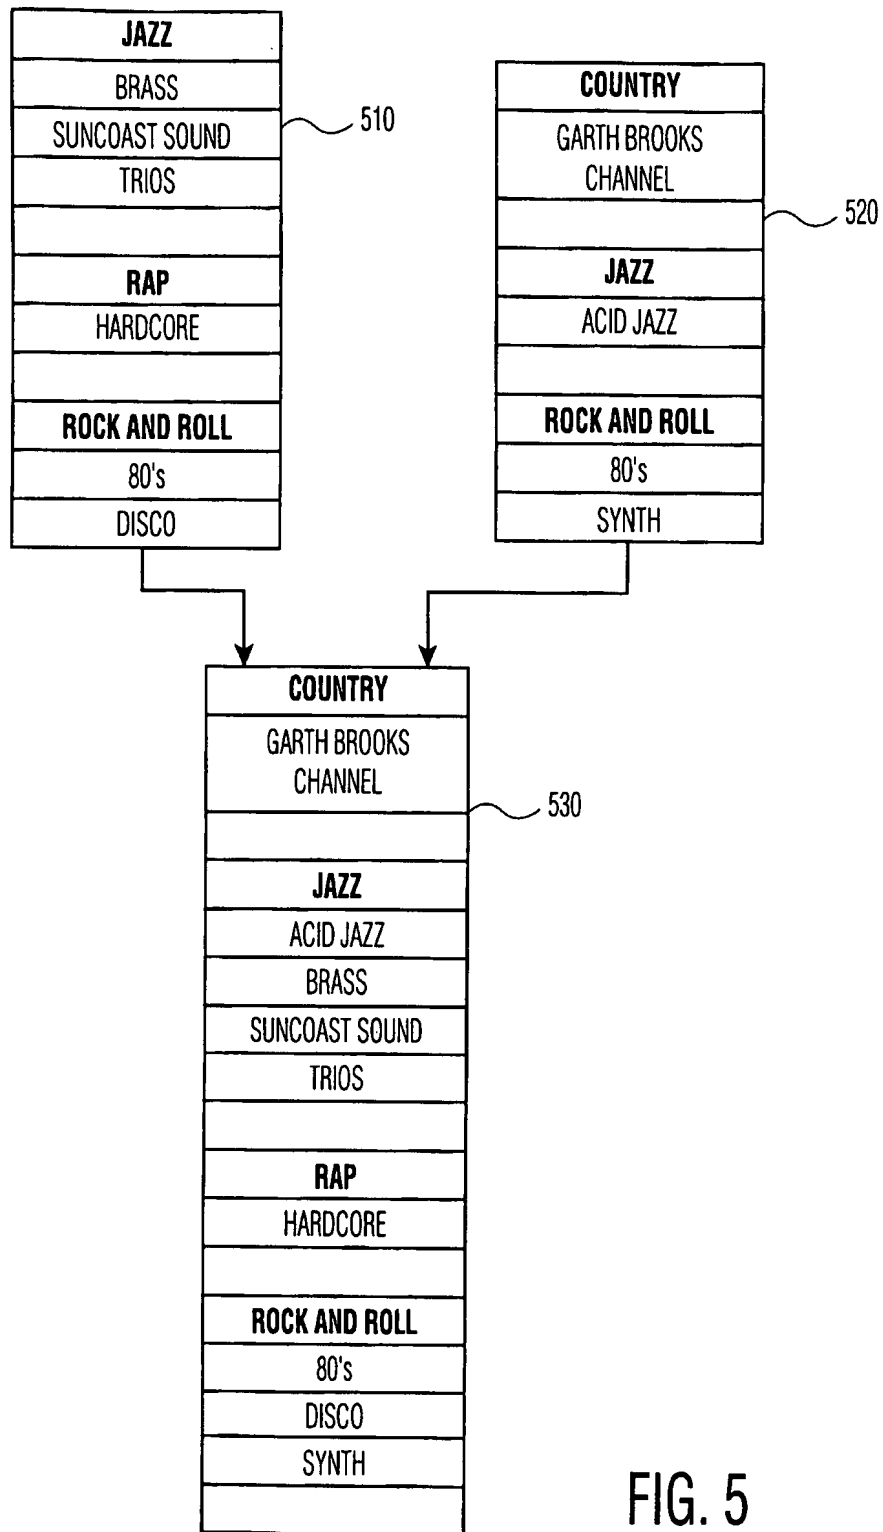 JAZZ
BRASS
SUNCOAST SOUND
TRIOS
RAP
HARDCORE
ROCK AND ROLL
80's
DISCO
510
COUNTRY
GARTH BROOKS
CHANNEL
JAZZ
ACID JAZZ
ROCK AND ROLL
80's
SYNTH
520
COUNTRY
GARTH BROOKS
CHANNEL
JAZZ
ACID JAZZ
BRASS
SUNCOAST SOUND
TRIOS
RAP
HARDCORE
ROCK AND ROLL
80's
DISCO
SYNTH
530
FIG. 5